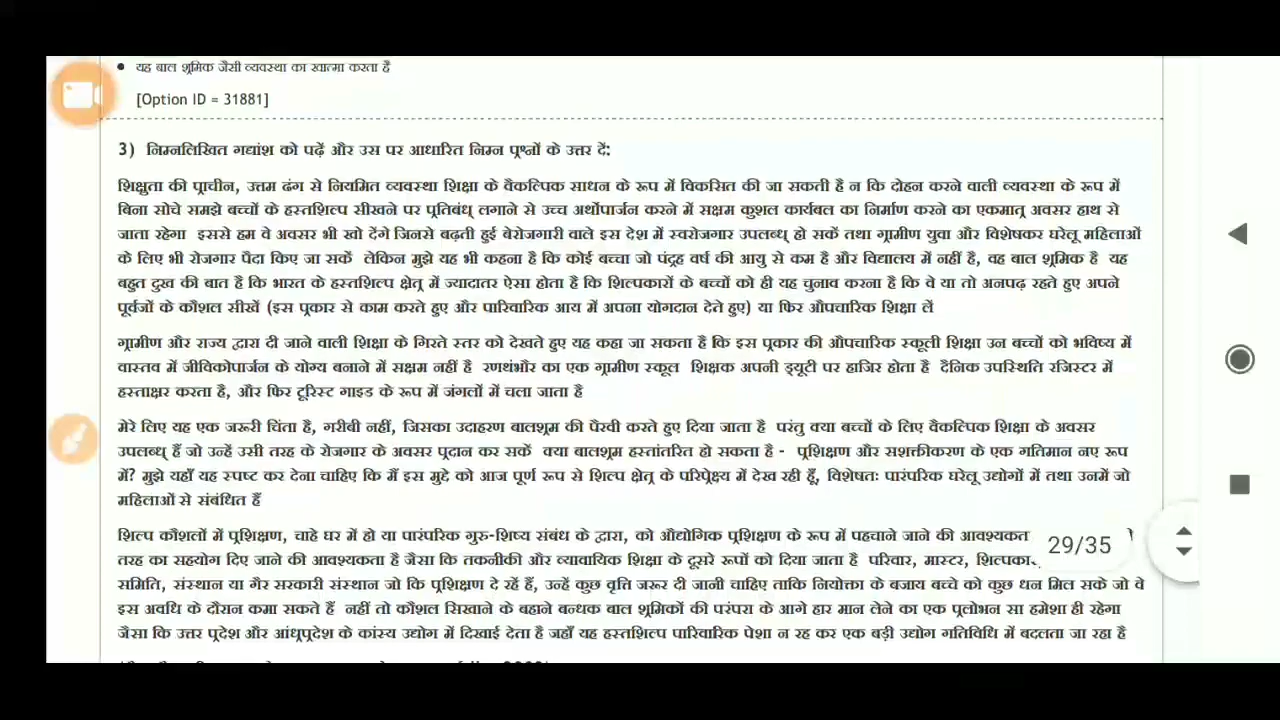 • यह बाल श्रमिक जैसी व्यवस्था का खात्मा करता है
[Option ID = 31881]
3) निम्नलिखित गद्यांश को पढ़ें और उस पर आधारित निम्न प्रश्नों के उत्तर दें:
शिक्षुता की प्राचीन, उत्तम ढंग से नियमित व्यवस्था शिक्षा के वैकल्पिक साधन के रूप में विकसित की जा सकती है न कि दोहन करने वाली व्यवस्था के रूप में
बिना सोचे समझे बच्चों के हस्तशिल्प सीखने पर प्रतिबंध् लगाने से उच्च अर्थोपार्जन करने में सक्षम कुशल कार्यबल का निर्माण करने का एकमात्र अवसर हाथ से
जाता रहेगा इससे हम वे अवसर भी खो देंगे जिनसे बढ़ती हुई बेरोजगारी वाले इस देश में स्वरोजगार उपलब्ध् हो सकें तथा ग्रामीण युवा और विशेषकर घरेलू महिलाओं
के लिए भी रोजगार पैदा किए जा सकें लेकिन मुझे यह भी कहना है कि कोई बच्चा जो पंद्रह वर्ष की आयु से कम है और विद्यालय में नहीं है, वह बाल श्रमिक है यह
बहुत दुख की बात है कि भारत के हस्तशिल्प क्षेत्र में ज्यादातर ऐसा होता है कि शिल्पकारों के बच्चों को ही यह चुनाव करना है कि वे या तो अनपढ़ रहते हुए अपने
पूर्वजों के कौशल सीखें (इस प्रकार से काम करते हुए और पारिवारिक आय में अपना योगदान देते हुए) या फिर औपचारिक शिक्षा लें
ग्रामीण और राज्य द्वारा दी जाने वाली शिक्षा के गिरते स्तर को देखते हुए यह कहा जा सकता है कि इस प्रकार की औपचारिक स्कूली शिक्षा उन बच्चों को भविष्य में
वास्तव में जीविकोपार्जन के योग्य बनाने में सक्षम नहीं है रणथंभौर का एक ग्रामीण स्कूल शिक्षक अपनी ड्यूटी पर हाजिर होता है दैनिक उपस्थिति रजिस्टर में
हस्ताक्षर करता है, और फिर टूरिस्ट गाइड के रूप में जंगलों में चला जाता है
मेरे लिए यह एक जरूरी चिंता है, गरीबी नहीं, जिसका उदाहरण बालश्रम की पैरवी करते हुए दिया जाता है परंतु क्या बच्चों के लिए वैकल्पिक शिक्षा के अवसर
उपलब्ध् हैं जो उन्हें उसी तरह के रोजगार के अवसर प्रदान कर सकें क्या बालश्रम हस्तांतरित हो सकता है - प्रशिक्षण और सशक्तीकरण के एक गतिमान नए रूप
में? मुझे यहाँ यह स्पष्ट कर देना चाहिए कि मैं इस मुद्दे को आज पूर्ण रूप से शिल्प क्षेत्र के परिप्रेक्ष्य में देख रही हूँ, विशेषतः पारंपरिक घरेलू उद्योगों में तथा उनमें जो
महिलाओं से संबंधित हैं
शिल्प कौशलों में प्रशिक्षण, चाहे घर में हो या पारंपरिक गुरु-शिष्य संबंध के द्वारा, को औद्योगिक प्रशिक्षण के रूप में पहचाने जाने की आवश्यकत
29/35
तरह का सहयोग दिए जाने की आवश्यकता है जैसा कि तकनीकी और व्यावायिक शिक्षा के दूसरे रूपों को दिया जाता है परिवार, मास्टर, शिल्पकार
समिति, संस्थान या गैर सरकारी संस्थान जो कि प्रशिक्षण दे रहें हैं, उन्हें कुछ वृत्ति जरूर दी जानी चाहिए ताकि नियोक्ता के बजाय बच्चे को कुछ धन मिल सके जो वे
इस अवधि के दौरान कमा सकते हैं नहीं तो कौशल सिखाने के बहाने बन्धक बाल श्रमिकों की परंपरा के आगे हार मान लेने का एक प्रलोभन सा हमेशा ही रहेगा
जैसा कि उत्तर प्रदेश और आंध्रप्रदेश के कांस्य उद्योग में दिखाई देता है जहाँ यह हस्तशिल्प पारिवारिक पेशा न रह कर एक बड़ी उद्योग गतिविधि में बदलता जा रहा है